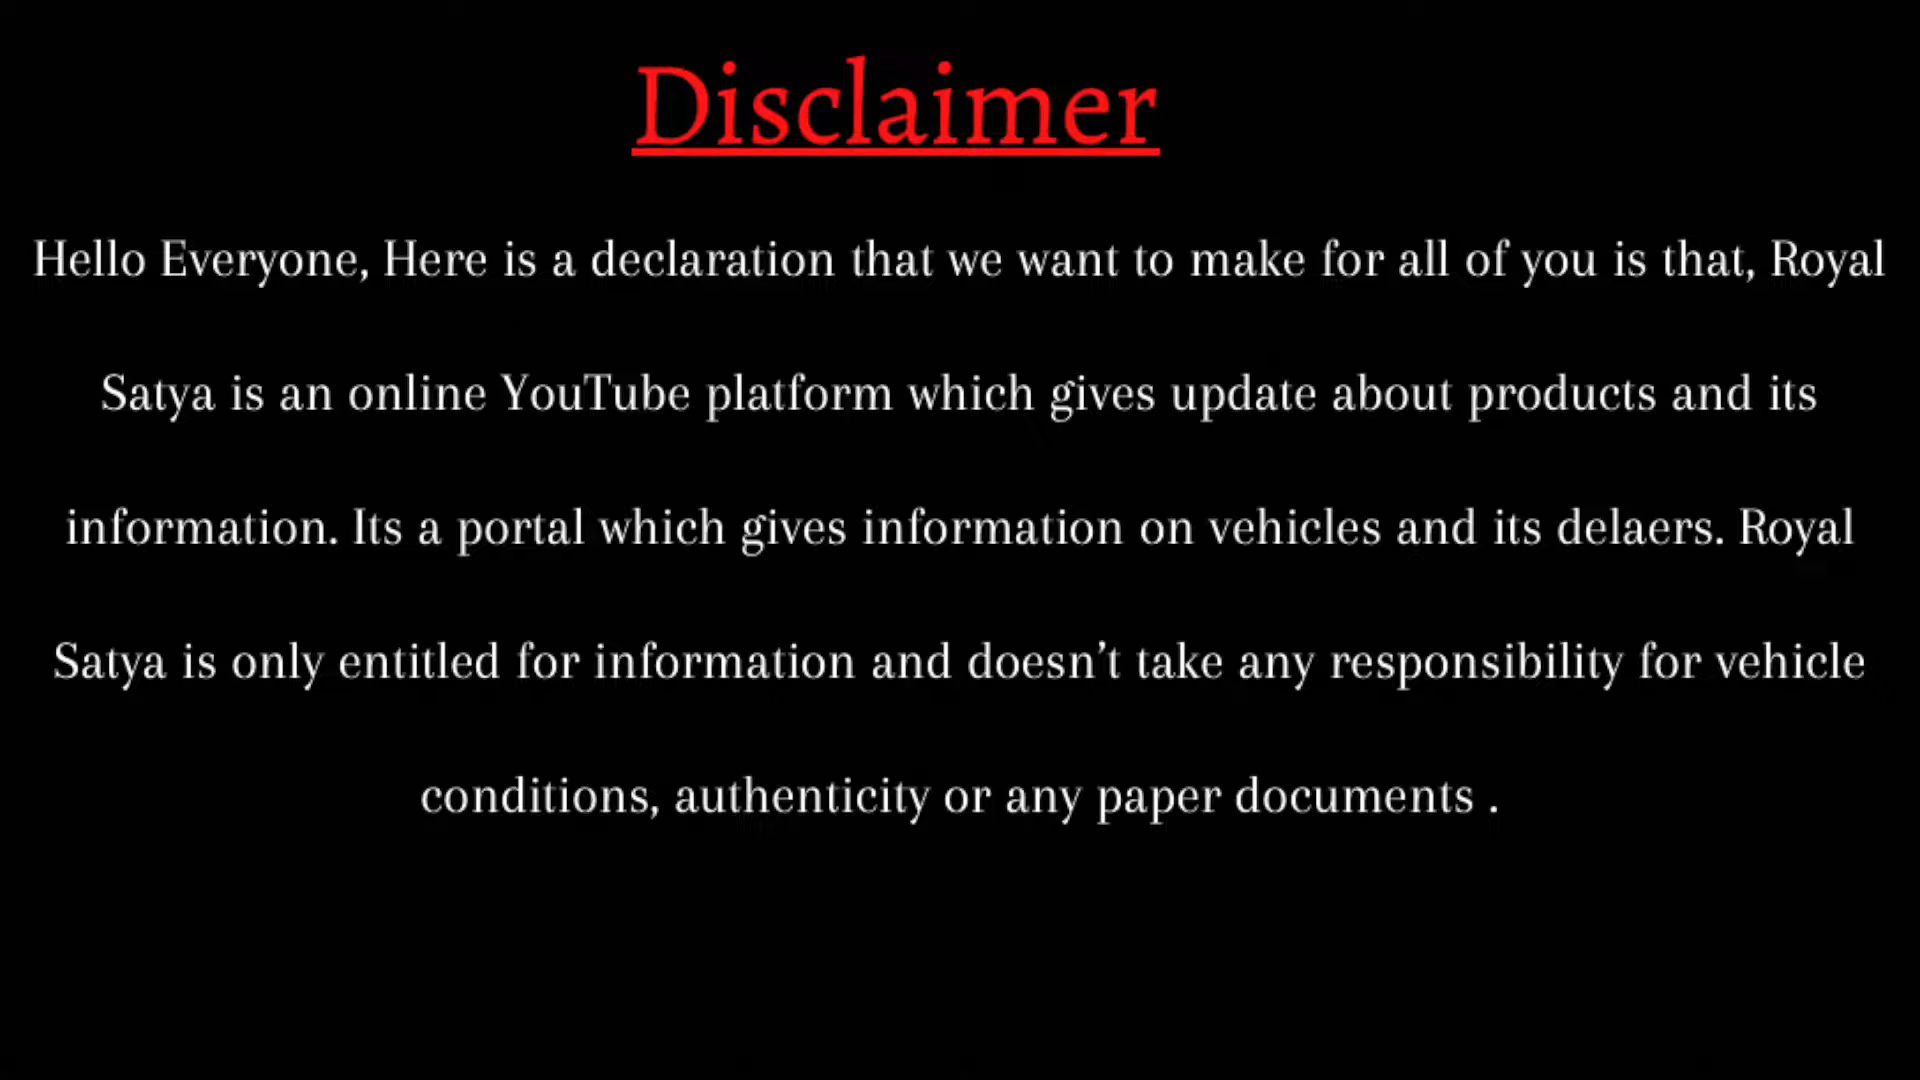 Disclaimer
Hello Everyone, Here is a declaration that we want to make for all of you is that, Royal
Satya is an online YouTube platform which gives update about products and its
information. Its a portal which gives information on vehicles and its delaers. Royal
Satya is only entitled for information and doesn’t take any responsibility for vehicle
conditions, authenticity or any paper documents .